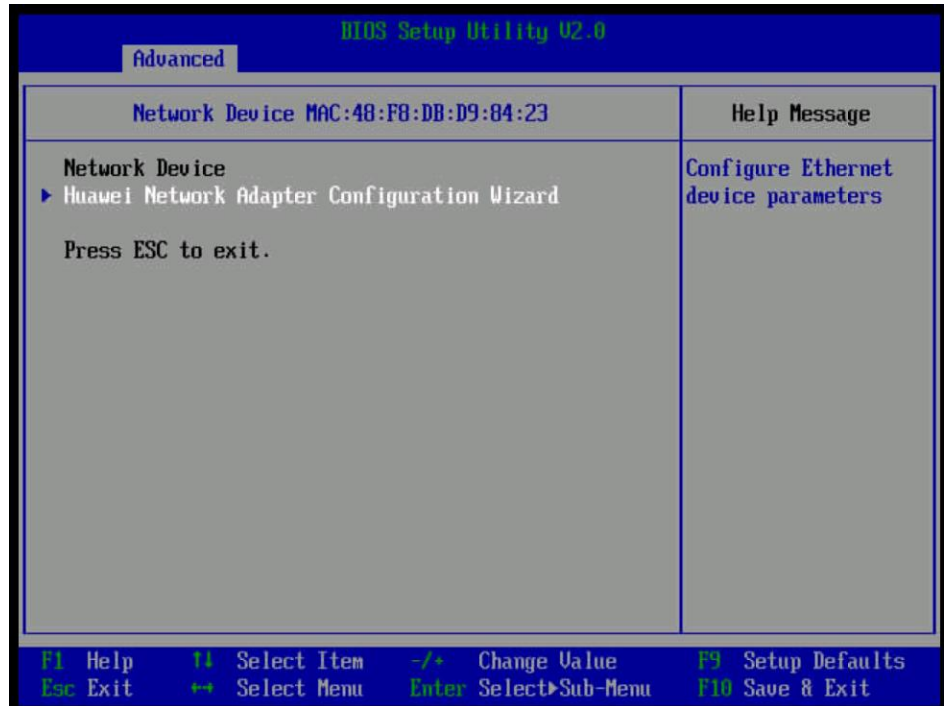 BIOS Setup Utility V2.0
Advanced
Network Device MAC:48:F8:DB:D9:84:23
Help Message
Network Device
Huawei Network Adapter Configuration Wizard
Press ESC to exit.
Configure Ethernet
device parameters
F1 Help ↑↓ Select Item -/+ Change Value F9 Setup Defaults
Esc Exit ←→ Select Menu Enter Select▶Sub-Menu F10 Save & Exit